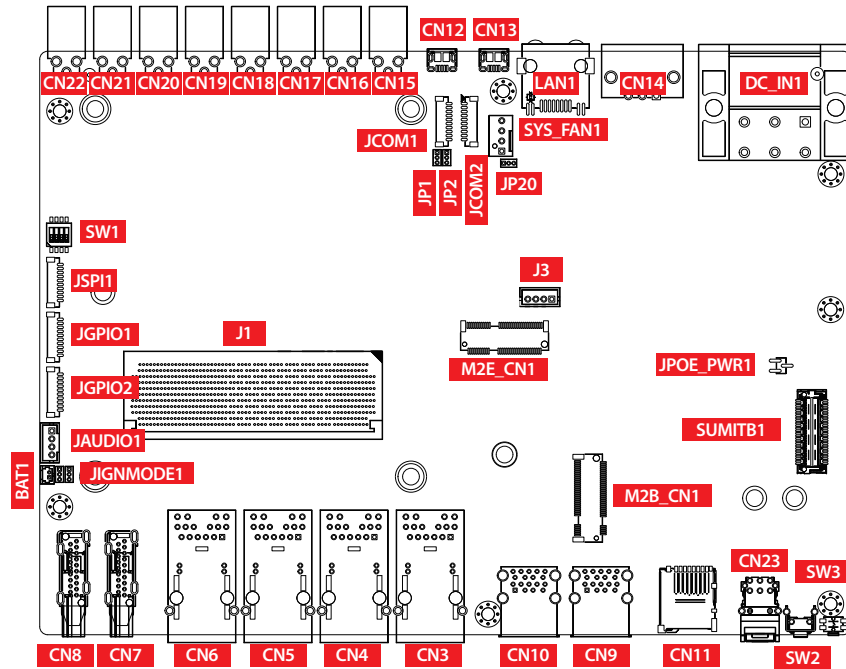 CN12
CN13
CN22
CN21
CN20
CN19
CN18
CN17
CN16
CN15
LAN1
CN14
DC_IN1
SYS_FAN1
JCOM1
JP1
JP2
JCOM2
JP20
SW1
JSPI1
J3
JGPIO1
J1
M2E_CN1
JPOE_PWR1
JGPIO2
SUMITB1
JAUDIO1
BAT1
JIGNMODE1
M2B_CN1
CN23
SW3
CN8
CN7
CN6
CN5
CN4
CN3
CN10
CN9
CN11
SW2